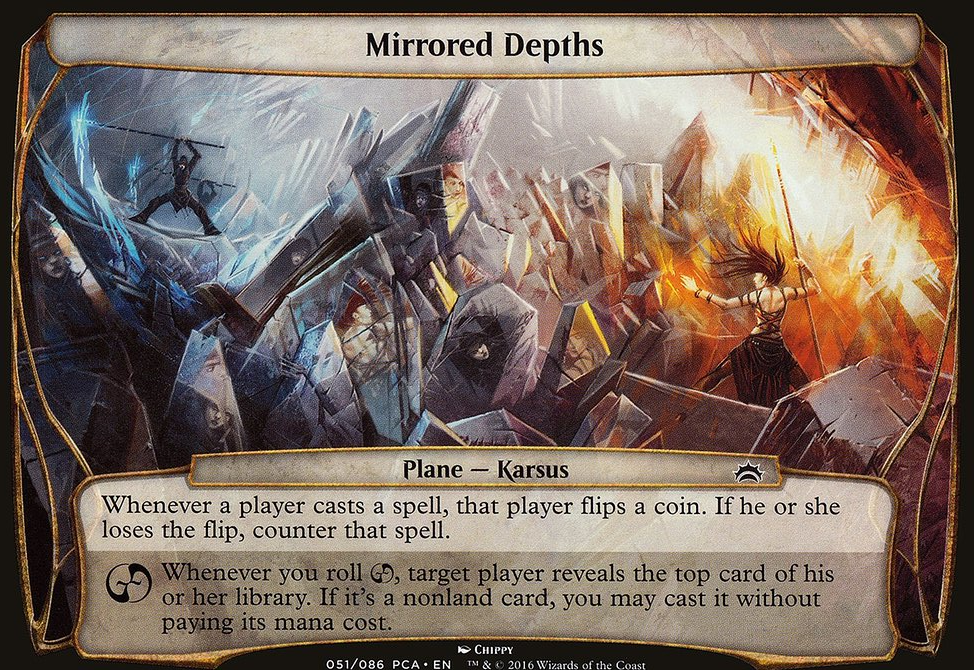 Mirrored Depths
Plane — Karsus
Whenever a player casts a spell, that player flips a coin. If he or she
loses the flip, counter that spell.
Whenever you roll , target player reveals the top card of his
or her library. If it's a nonland card, you may cast it without
paying its mana cost.
Chippy
051/086 PCA • EN ™ & © 2016 Wizards of the Coast